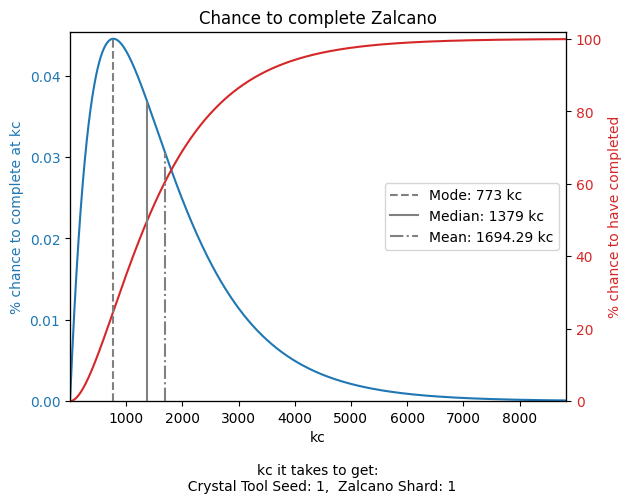 Chance to complete Zalcano
% chance to complete at kc
0.04
0.03
0.02
0.01
0.00
100
80
60
40
20
0
% chance to have completed
Mode: 773 kc
Median: 1379 kc
Mean: 1694.29 kc
1000 2000 3000 4000 5000 6000 7000 8000
kc
kc it takes to get:
Crystal Tool Seed: 1, Zalcano Shard: 1